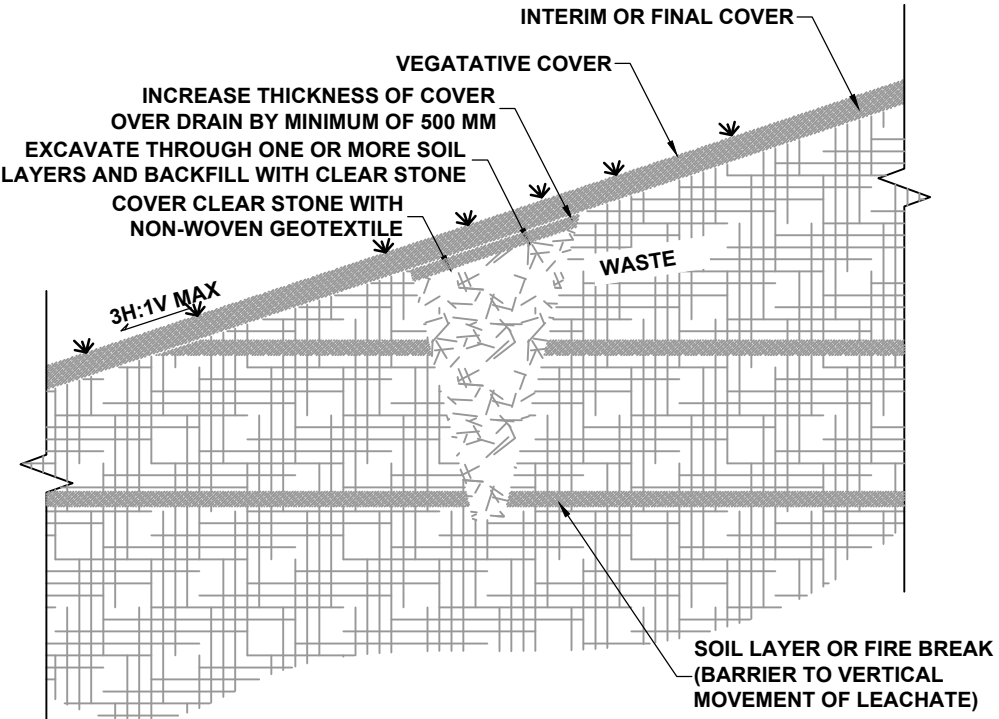 INTERIM OR FINAL COVER
VEGATATIVE COVER
INCREASE THICKNESS OF COVER
OVER DRAIN BY MINIMUM OF 500 MM
EXCAVATE THROUGH ONE OR MORE SOIL
LAYERS AND BACKFILL WITH CLEAR STONE
COVER CLEAR STONE WITH
NON-WOVEN GEOTEXTILE
WASTE
3H:1V MAX
SOIL LAYER OR FIRE BREAK
(BARRIER TO VERTICAL
MOVEMENT OF LEACHATE)